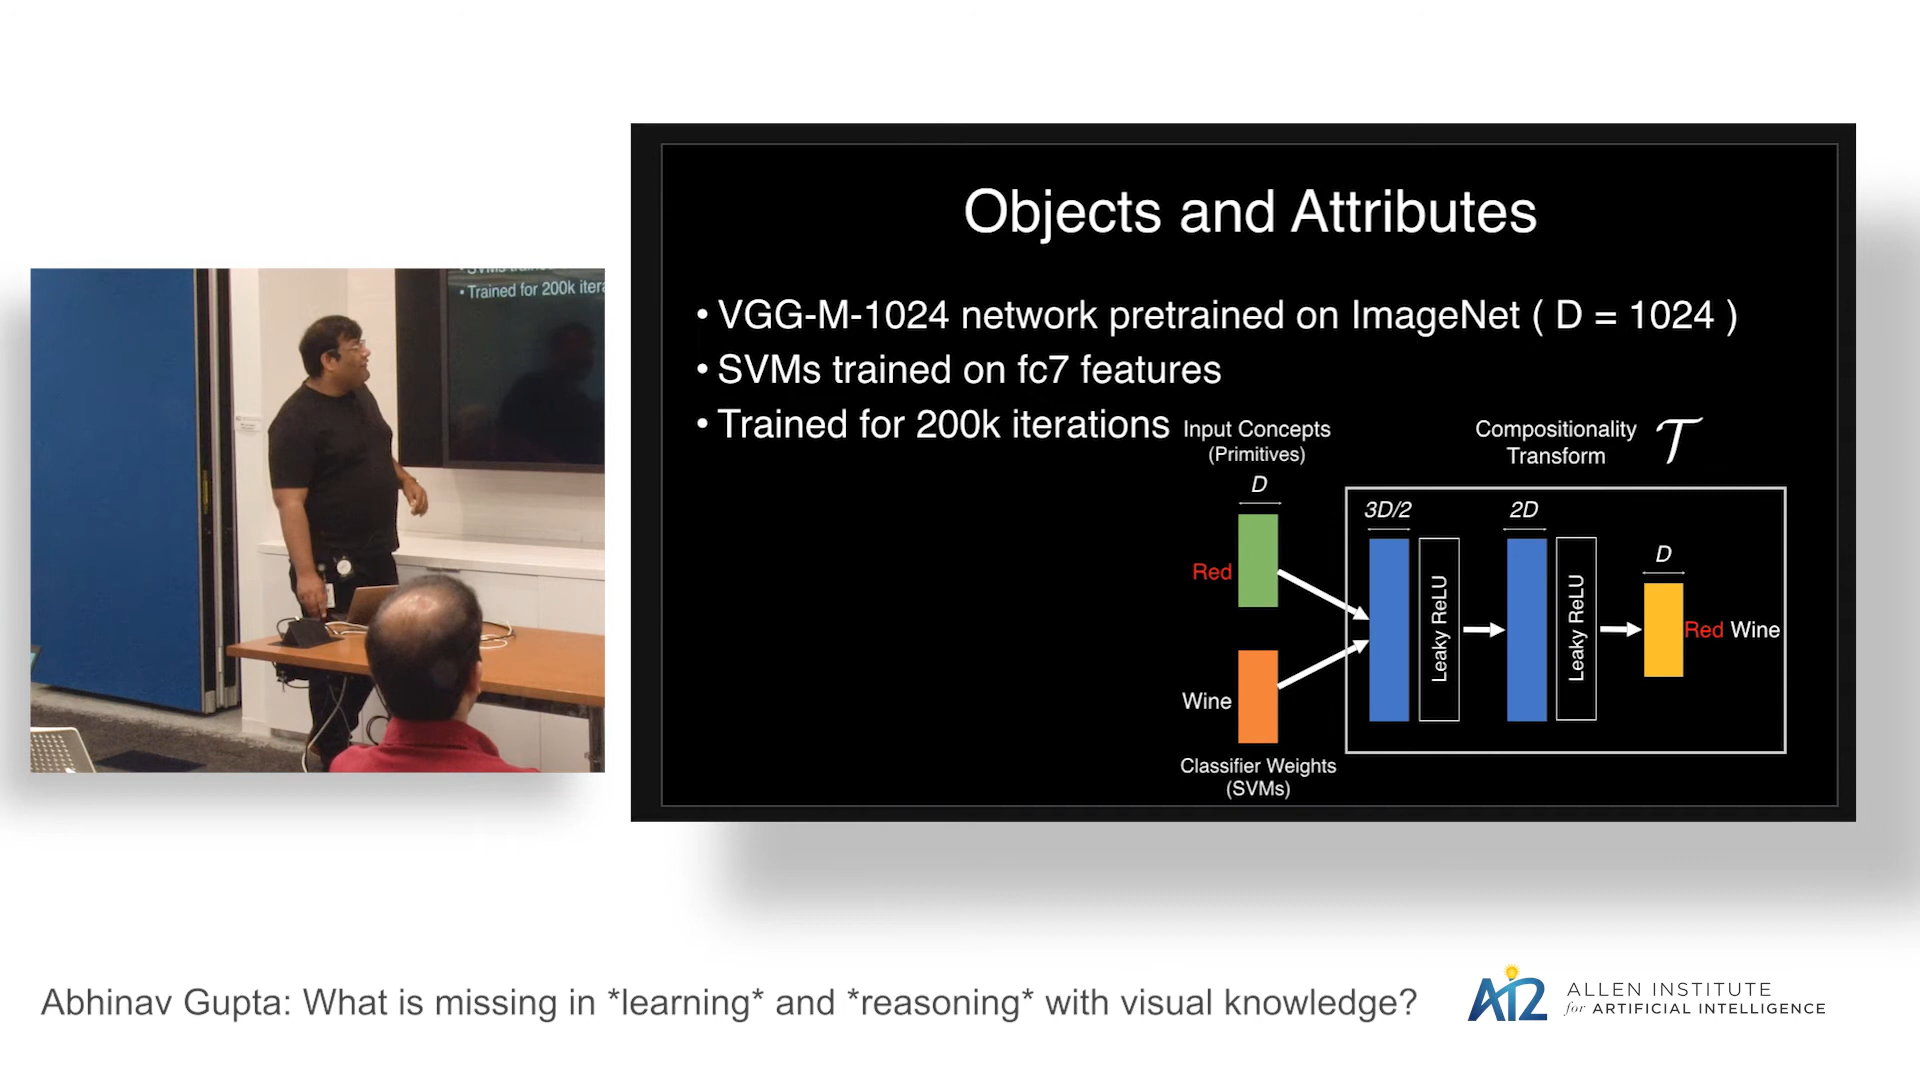 Objects and Attributes
• VGG-M-1024 network pretrained on ImageNet ( D = 1024 )
• SVMs trained on fc7 features
• Trained for 200k iterations
Input Concepts
(Primitives)
D
Red
Wine
Classifier Weights
(SVMs)
Compositionality
Transform
T
3D/2
Leaky ReLU
2D
Leaky ReLU
D
Red Wine
• SVMs traine
• Trained for 200k itera
Abhinav Gupta: What is missing in *learning* and *reasoning* with visual knowledge?
AI2
ALLEN INSTITUTE
for ARTIFICIAL INTELLIGENCE